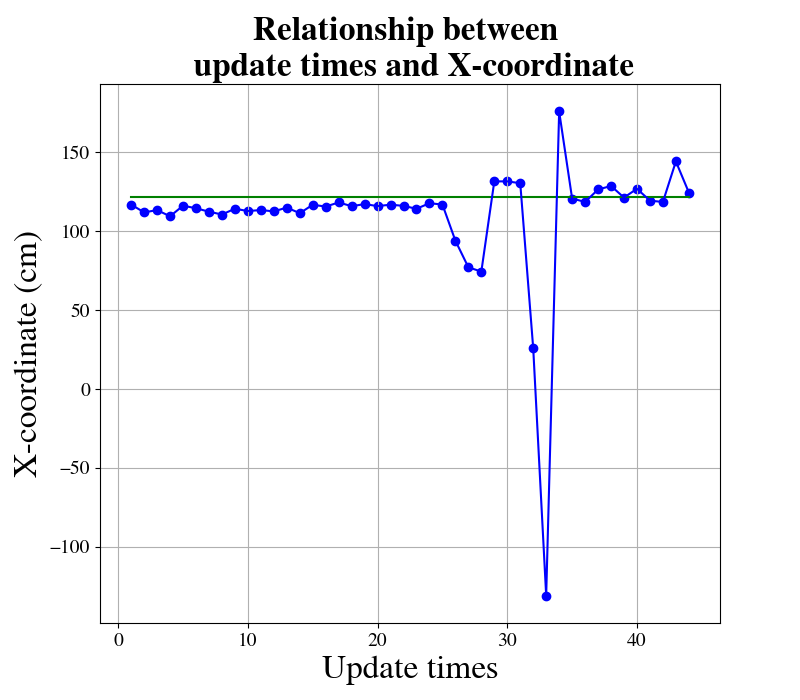 Relationship between
update times and X-coordinate
X-coordinate (cm)
150
100
50
0
−50
−100
0 10 20 30 40
Update times